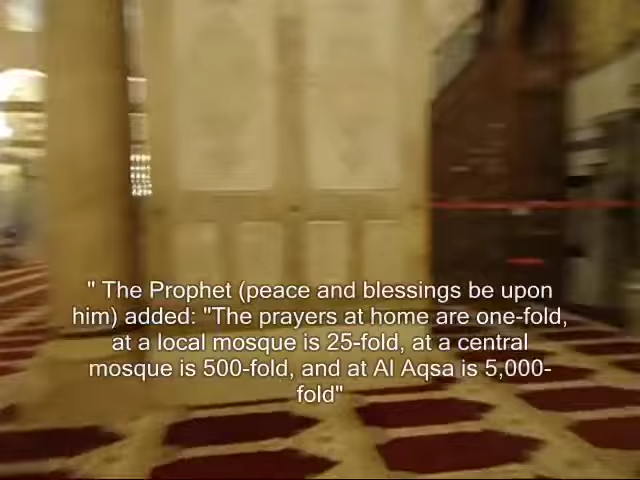 " The Prophet (peace and blessings be upon
him) added: "The prayers at home are one-fold,
at a local mosque is 25-fold, at a central
mosque is 500-fold, and at Al Aqsa is 5,000-
fold"